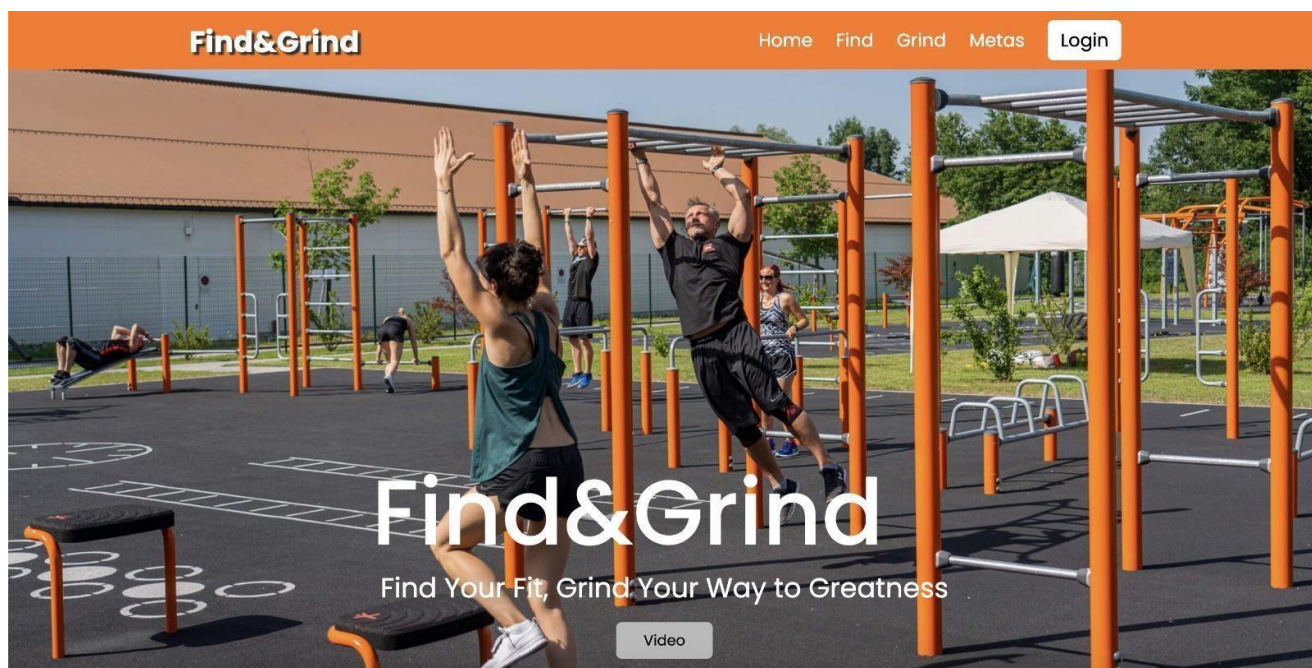 Find&Grind
Home Find Grind Metas Login
Find&Grind
Find Your Fit, Grind Your Way to Greatness
Video